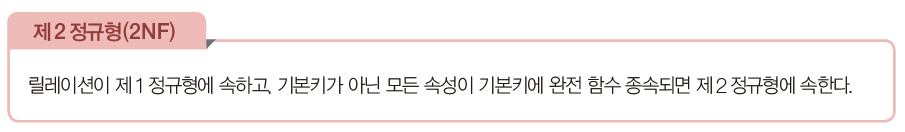 제2정규형(2NF)
릴레이션이 제1정규형에 속하고, 기본키가 아닌 모든 속성이 기본키에 완전 함수 종속되면 제2정규형에 속한다.